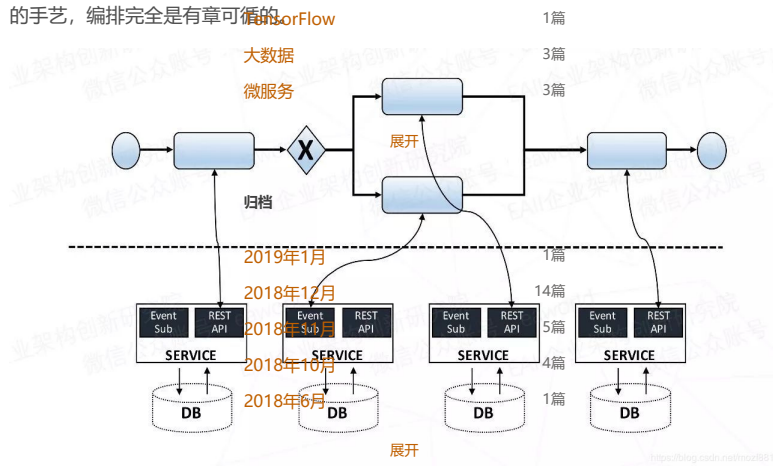 的手艺，编排完全是有章可循的。
TensorFlow 1篇
大数据 3篇
微服务 3篇
展开
X
归档
2019年1月 1篇
2018年12月 14篇
Event Sub REST API
Event Sub REST API
Event Sub REST API
Event Sub REST API
2018年11月 5篇
SERVICE SERVICE SERVICE SERVICE
2018年10月 4篇
2018年6月 1篇
DB DB DB DB
展开